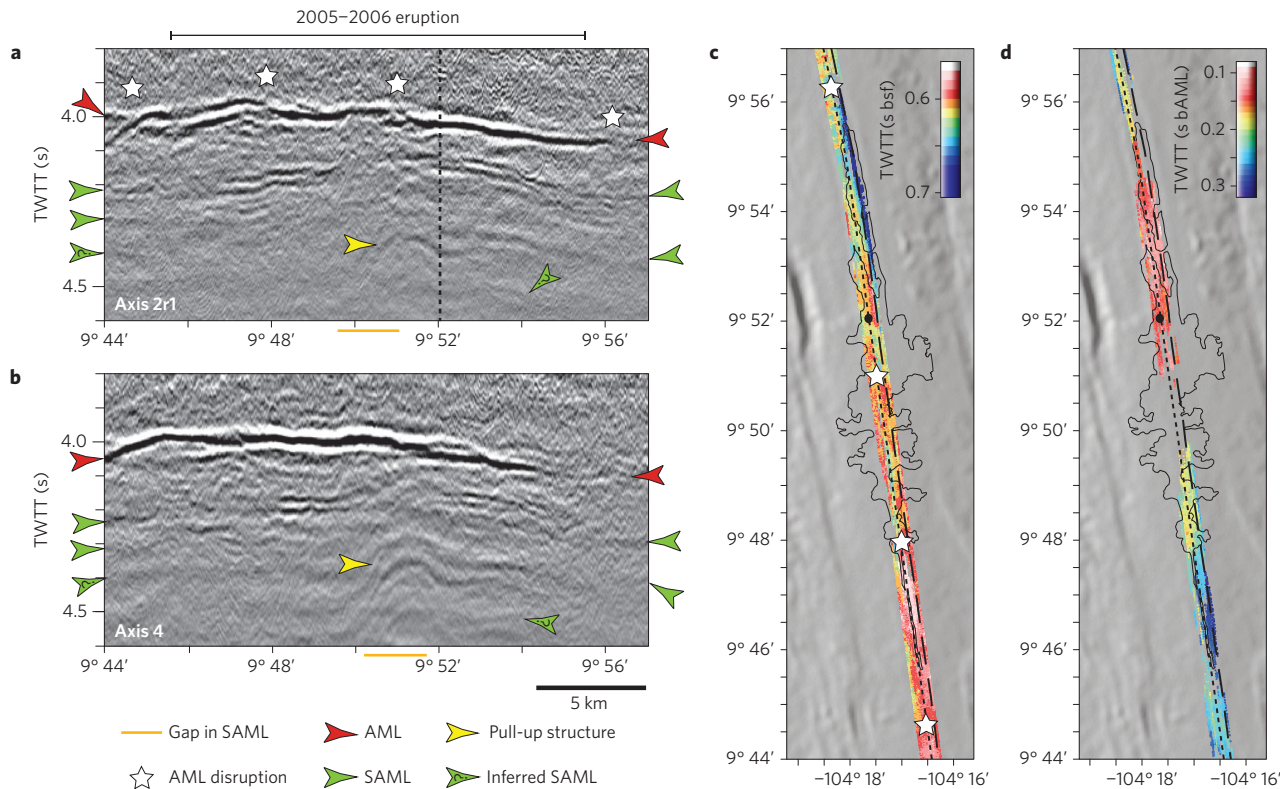 2005–2006 eruption
a
4.0
TWTT (s)
4.5
Axis 2r1
9° 44′
9° 48′
9° 52′
9° 56′
b
4.0
TWTT (s)
4.5
Axis 4
9° 44′
9° 48′
9° 52′
9° 56′
5 km
Gap in SAML
AML
Pull-up structure
AML disruption
SAML
Inferred SAML
?
?
?
?
?
c
TWTT (s bsf)
0.6
0.7
9° 56′
9° 54′
9° 52′
9° 50′
9° 48′
9° 46′
9° 44′
−104° 18′
−104° 16′
d
TWTT (s bAML)
0.1
0.2
0.3
9° 56′
9° 54′
9° 52′
9° 50′
9° 48′
9° 46′
9° 44′
−104° 18′
−104° 16′